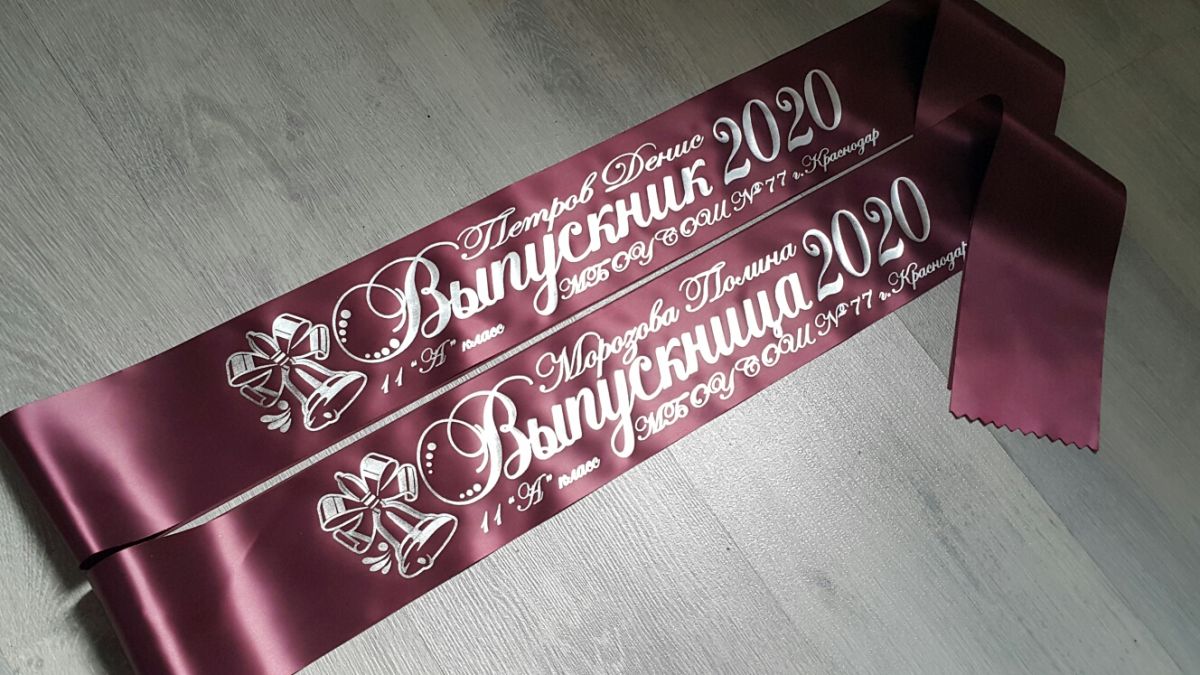 Петров Денис
Выпускник 2020
МБОУ СОШ № 77 г. Краснодар
11 "А" класс
Морозова Полина
Выпускница 2020
МБОУ СОШ № 77 г. Краснодар
11 "А" класс